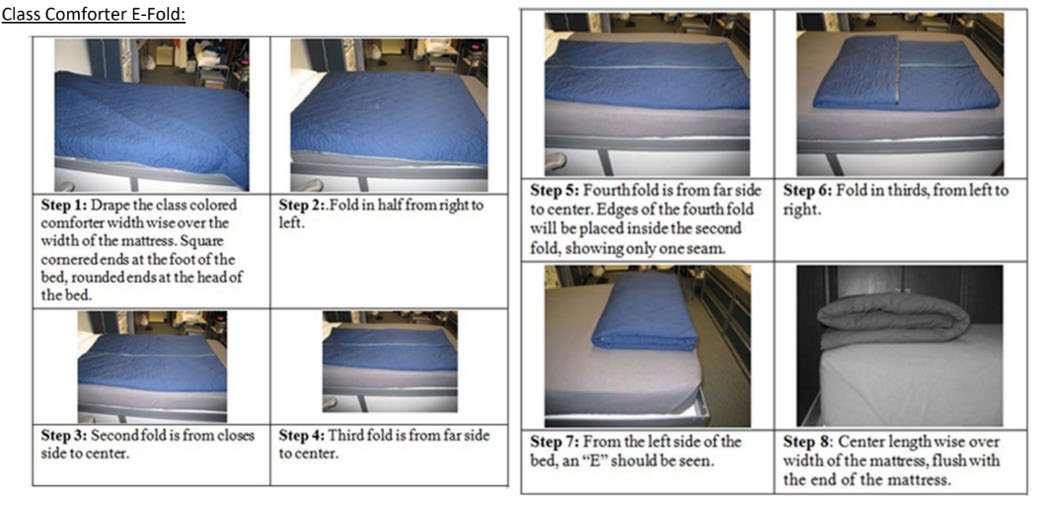 Class Comforter E-Fold:
Step 1: Drape the class colored
comforter width wise over the
width of the mattress. Square
cornered ends at the foot of the
bed, rounded ends at the head of
the bed.
Step 2:.Fold in half from right to
left.
Step 3: Second fold is from closes
side to center.
Step 4: Third fold is from far side
to center.
Step 5: Fourth fold is from far side
to center. Edges of the fourth fold
will be placed inside the second
fold, showing only one seam.
Step 6: Fold in thirds, from left to
right.
Step 7: From the left side of the
bed, an “E” should be seen.
Step 8: Center length wise over
width of the mattress, flush with
the end of the mattress.